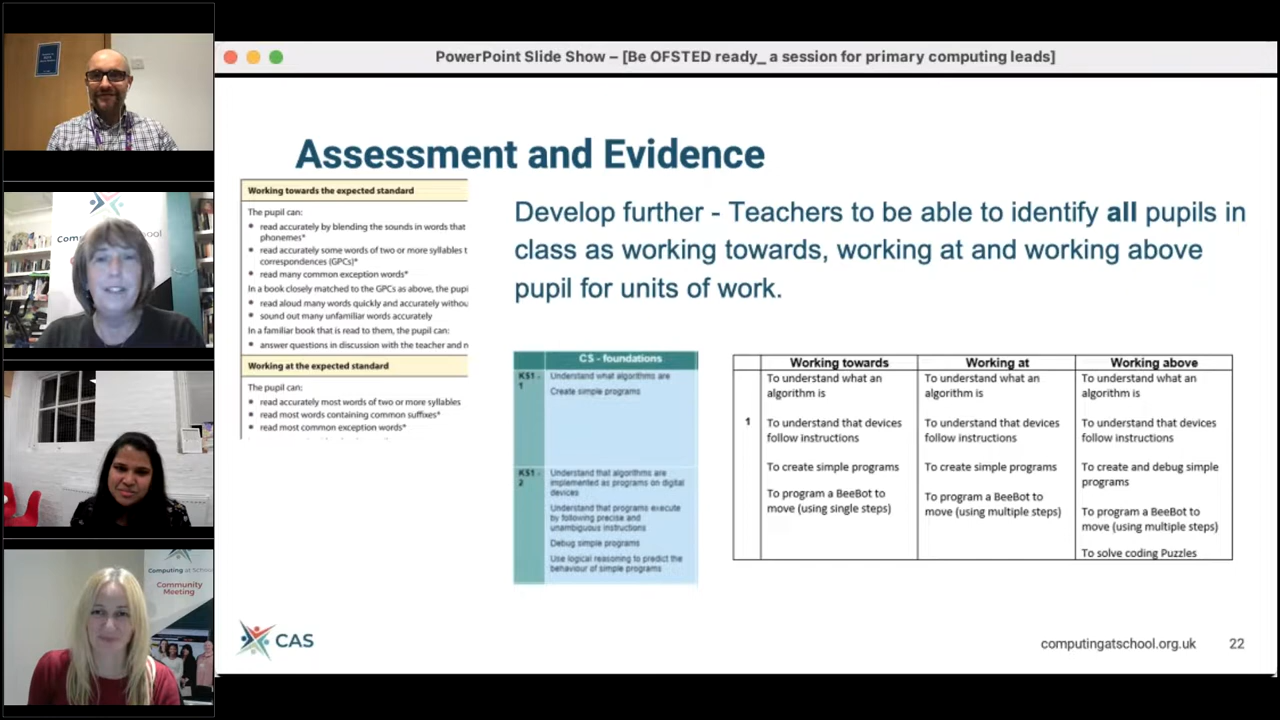 PowerPoint Slide Show – [Be OFSTED ready_ a session for primary computing leads]
Assessment and Evidence
Working towards the expected standard
The pupil can:
read accurately by blending the sounds in words that
phonemes*
read accurately some words of two or more syllables t
correspondences (GPCs)*
read many common exception words*
In a book closely matched to the GPCs as above, the pupi
read aloud many words quickly and accurately withou
sound out many unfamiliar words accurately
In a familiar book that is read to them, the pupil can:
answer questions in discussion with the teacher and n
Working at the expected standard
The pupil can:
read accurately most words of two or more syllables
read most words containing common suffixes*
read most common exception words*
Develop further - Teachers to be able to identify all pupils in
class as working towards, working at and working above
pupil for units of work.
CS - foundations
KS1 -
1
Understand what algorithms are
Create simple programs
KS1 -
2
Understand that algorithms are
implemented as programs on digital
devices
Understand that programs execute
by following precise and
unambiguous instructions
Debug simple programs
Use logical reasoning to predict the
behaviour of simple programs
Working towards
Working at
Working above
1
To understand what an
algorithm is
To understand that devices
follow instructions
To create simple programs
To program a BeeBot to
move (using single steps)
To understand what an
algorithm is
To understand that devices
follow instructions
To create simple programs
To program a BeeBot to
move (using multiple steps)
To understand what an
algorithm is
To understand that devices
follow instructions
To create and debug simple
programs
To program a BeeBot to
move (using multiple steps)
To solve coding Puzzles
CAS
computingatschool.org.uk
22
Computing at School
Community
Meeting